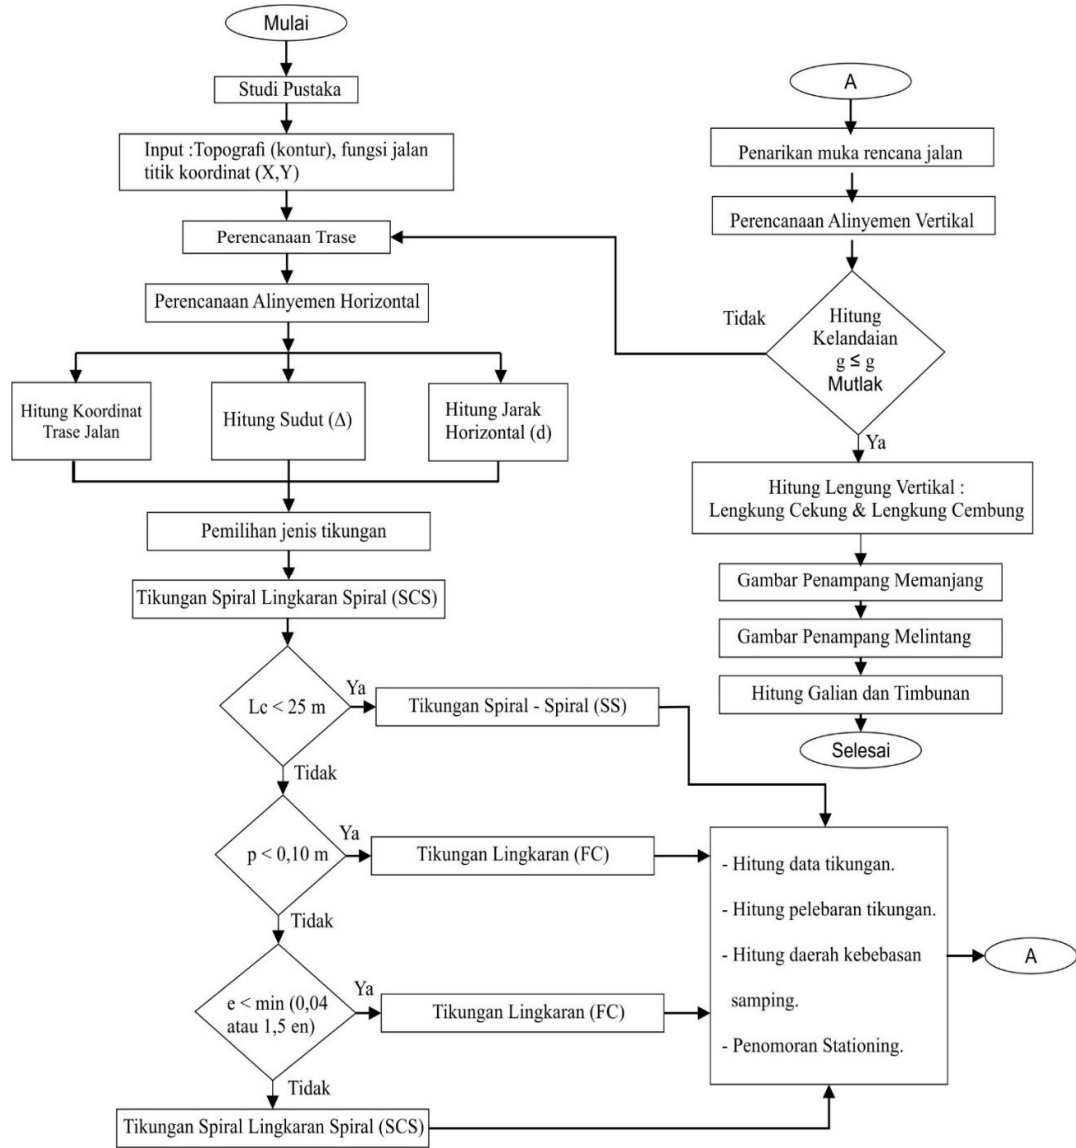 Mulai
Studi Pustaka
Input :Topografi (kontur), fungsi jalan
titik koordinat (X,Y)
Perencanaan Trase
Perencanaan Alinyemen Horizontal
Hitung Koordinat
Trase Jalan
Hitung Sudut (Δ)
Hitung Jarak
Horizontal (d)
Pemilihan jenis tikungan
Tikungan Spiral Lingkaran Spiral (SCS)
Lc < 25 m
Ya
Tikungan Spiral - Spiral (SS)
Tidak
p < 0,10 m
Ya
Tikungan Lingkaran (FC)
Tidak
e < min (0,04
atau 1,5 en)
Ya
Tikungan Lingkaran (FC)
Tidak
Tikungan Spiral Lingkaran Spiral (SCS)
- Hitung data tikungan.
- Hitung pelebaran tikungan.
- Hitung daerah kebebasan
samping.
- Penomoran Stationing.
A
A
Penarikan muka rencana jalan
Perencanaan Alinyemen Vertikal
Hitung
Kelandaian
g ≤ g
Mutlak
Tidak
Ya
Hitung Lengung Vertikal :
Lengkung Cekung & Lengkung Cembung
Gambar Penampang Memanjang
Gambar Penampang Melintang
Hitung Galian dan Timbunan
Selesai